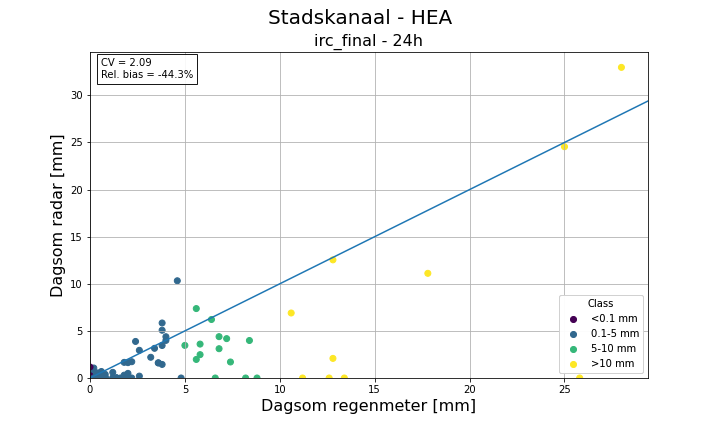 Stadskanaal - HEA
irc_final - 24h
CV = 2.09
Rel. bias = -44.3%
Dagsom radar [mm]
30
25
20
15
10
5
0
Class
<0.1 mm
0.1-5 mm
5-10 mm
>10 mm
0 5 10 15 20 25
Dagsom regenmeter [mm]